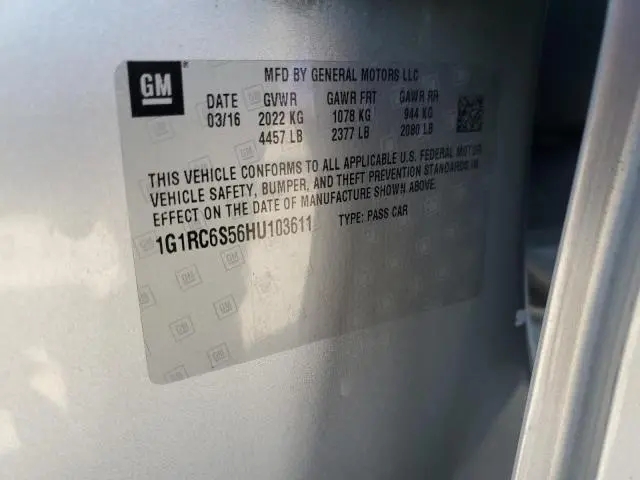 GM
MFD BY GENERAL MOTORS LLC
DATE GVWR GAWR FRT GAWR RR
03/16 2022 KG 1078 KG 944 KG
4457 LB 2377 LB 2080 LB
THIS VEHICLE CONFORMS TO ALL APPLICABLE U.S. FEDERAL MOTOR
VEHICLE SAFETY, BUMPER, AND THEFT PREVENTION STANDARDS IN
EFFECT ON THE DATE OF MANUFACTURE SHOWN ABOVE.
1G1RC6S56HU103611 TYPE: PASS CAR